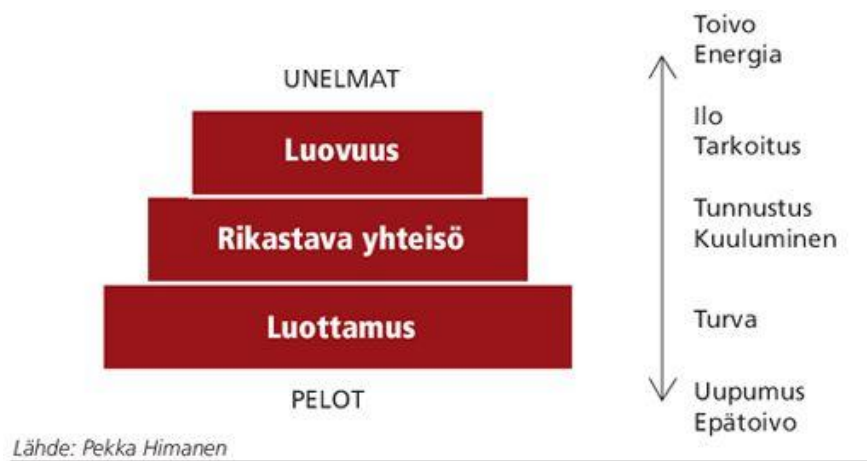 UNELMAT
Luovuus
Rikastava yhteisö
Luottamus
PELOT
Toivo
Energia
Ilo
Tarkoitus
Tunnustus
Kuuluminen
Turva
Uupumus
Epätoivo
Lähde: Pekka Himanen